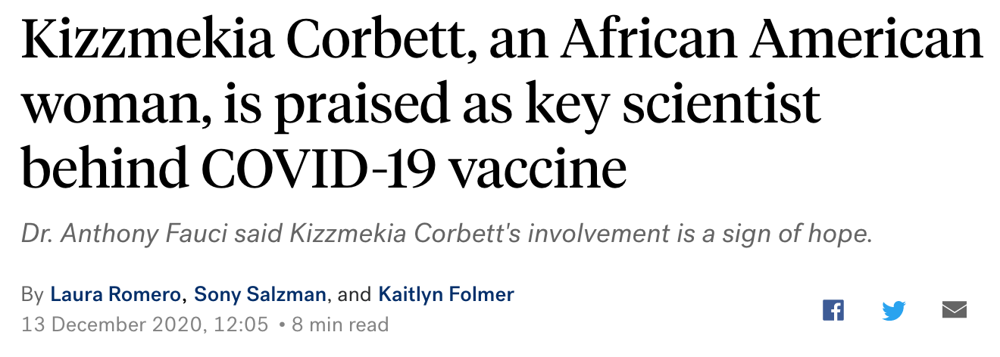 Kizzmekia Corbett, an African American
woman, is praised as key scientist
behind COVID-19 vaccine
Dr. Anthony Fauci said Kizzmekia Corbett's involvement is a sign of hope.
By Laura Romero, Sony Salzman, and Kaitlyn Folmer
13 December 2020, 12:05 • 8 min read